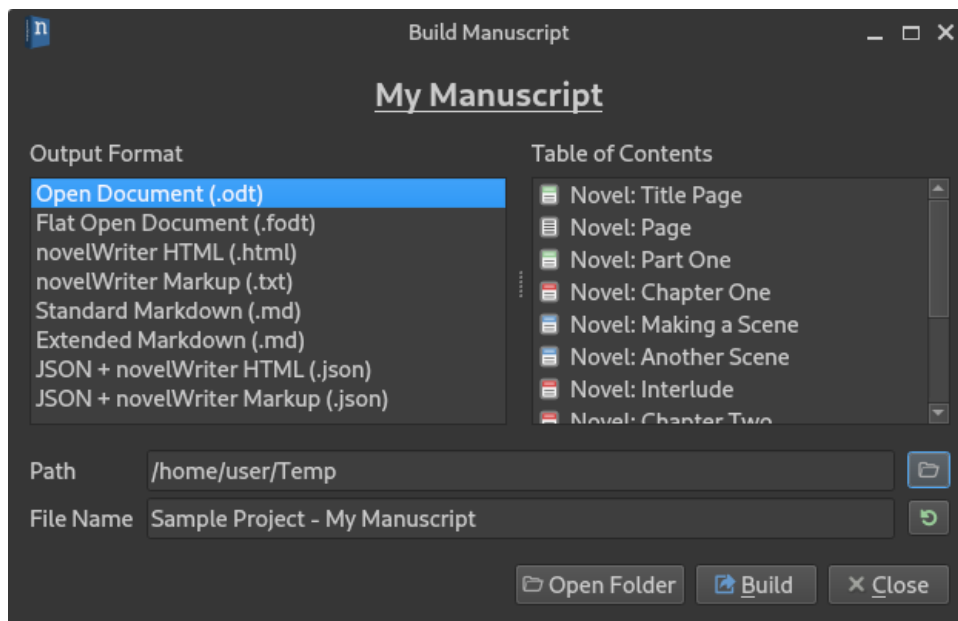 n
Build Manuscript
My Manuscript
Output Format
Open Document (.odt)
Flat Open Document (.fodt)
novelWriter HTML (.html)
novelWriter Markup (.txt)
Standard Markdown (.md)
Extended Markdown (.md)
JSON + novelWriter HTML (.json)
JSON + novelWriter Markup (.json)
Table of Contents
Novel: Title Page
Novel: Page
Novel: Part One
Novel: Chapter One
Novel: Making a Scene
Novel: Another Scene
Novel: Interlude
Novel: Chapter Two
Path /home/user/Temp
File Name Sample Project - My Manuscript
Open Folder Build Close